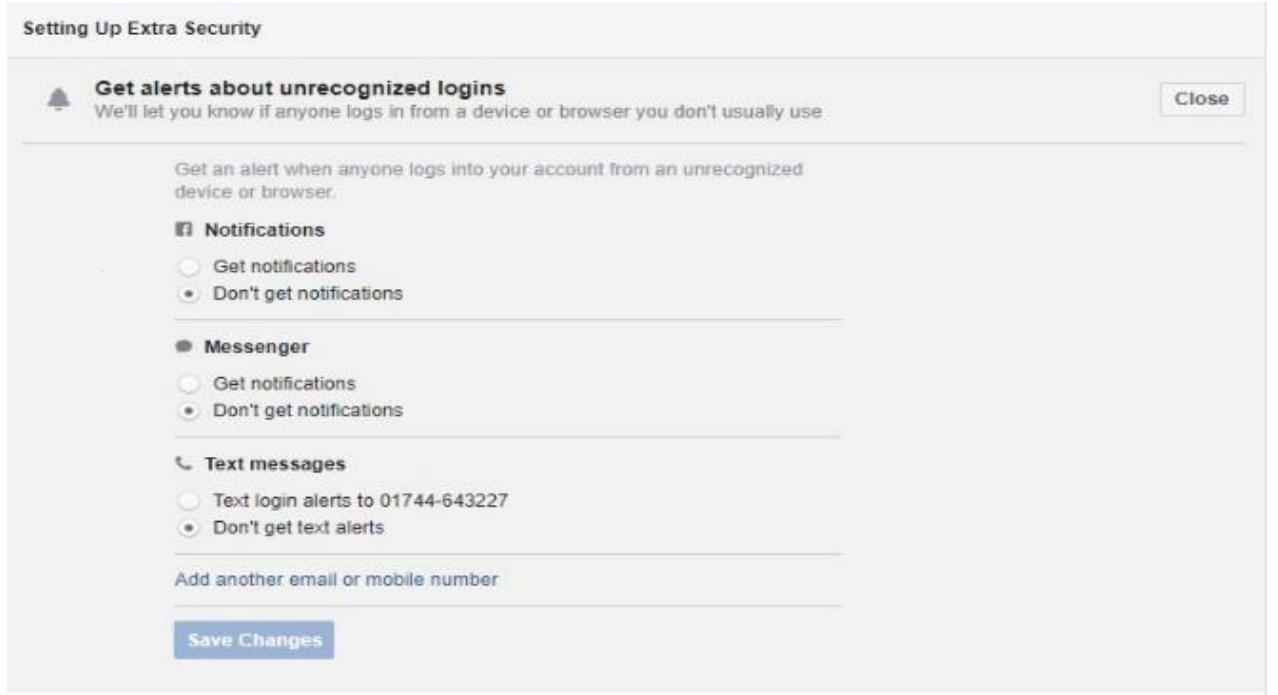 Setting Up Extra Security
Get alerts about unrecognized logins
We'll let you know if anyone logs in from a device or browser you don't usually use
Close
Get an alert when anyone logs into your account from an unrecognized
device or browser.
Notifications
Get notifications
Don't get notifications
Messenger
Get notifications
Don't get notifications
Text messages
Text login alerts to 01744-643227
Don't get text alerts
Add another email or mobile number
Save Changes